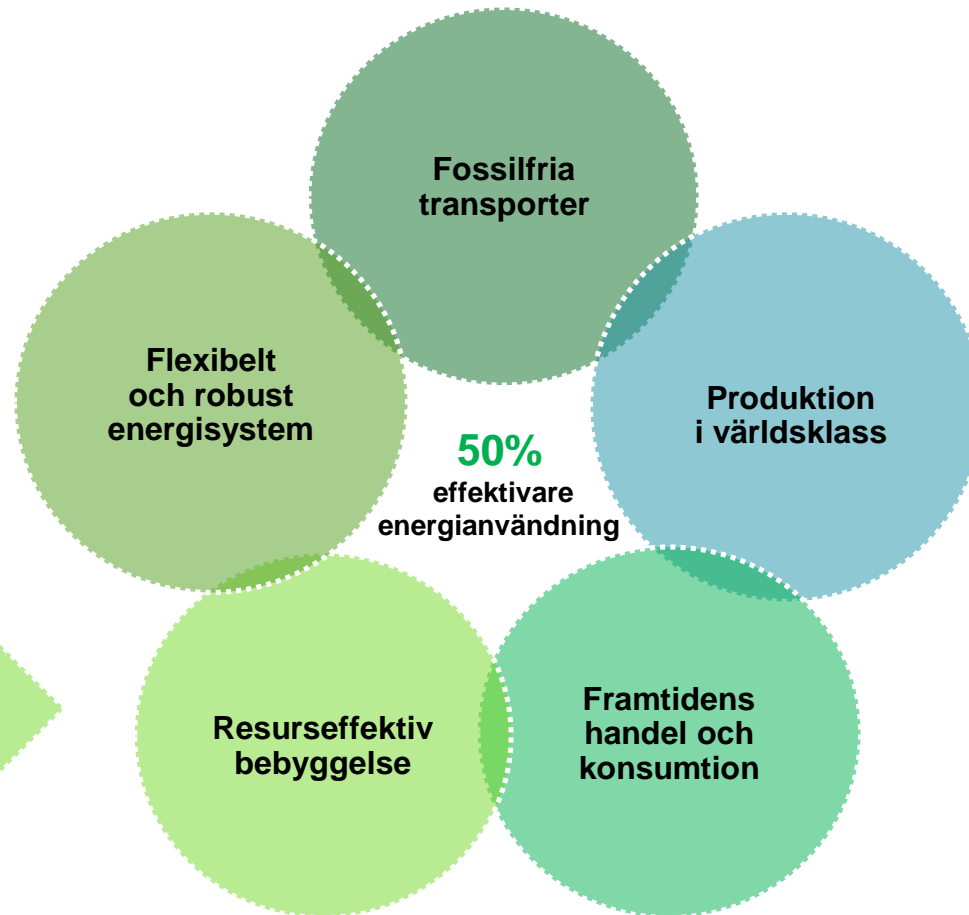 Fossilfria
transporter
Flexibelt
och robust
energisystem
Produktion
i världsklass
50%
effektivare
energianvändning
Resurseffektiv
bebyggelse
Framtidens
handel och
konsumtion